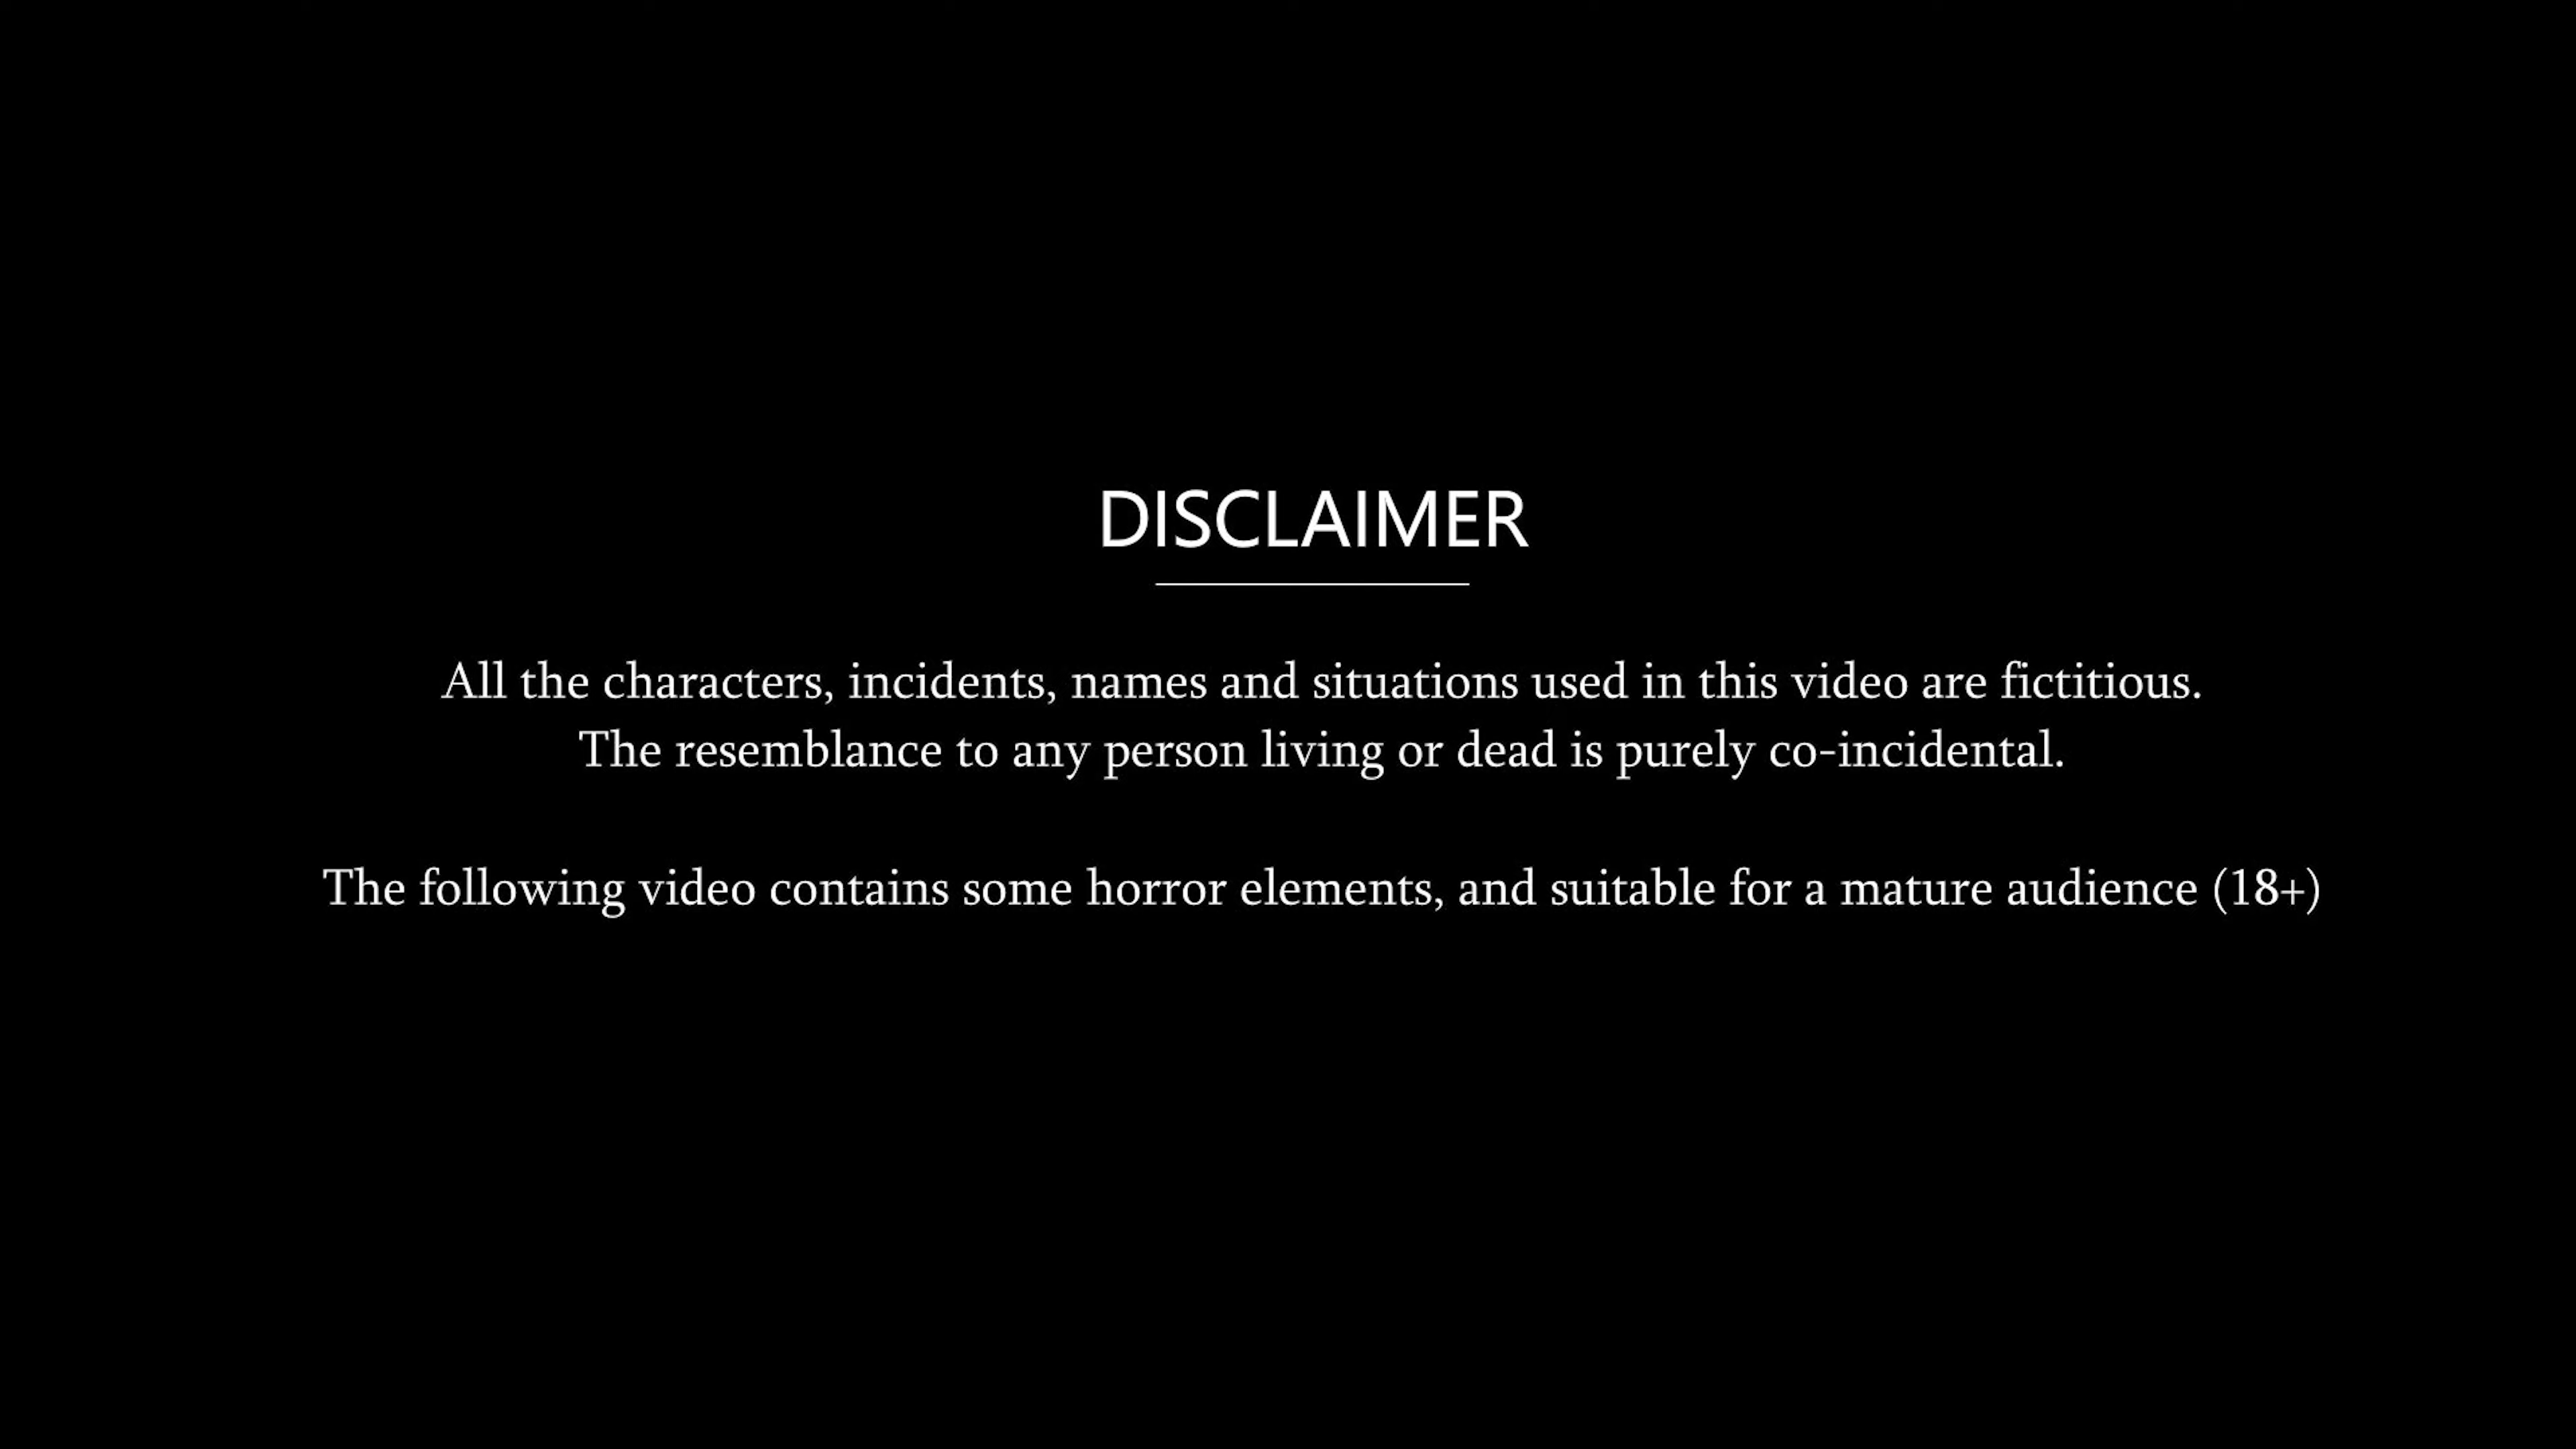 DISCLAIMER
All the characters, incidents, names and situations used in this video are fictitious.
The resemblance to any person living or dead is purely co-incidental.
The following video contains some horror elements, and suitable for a mature audience (18+)